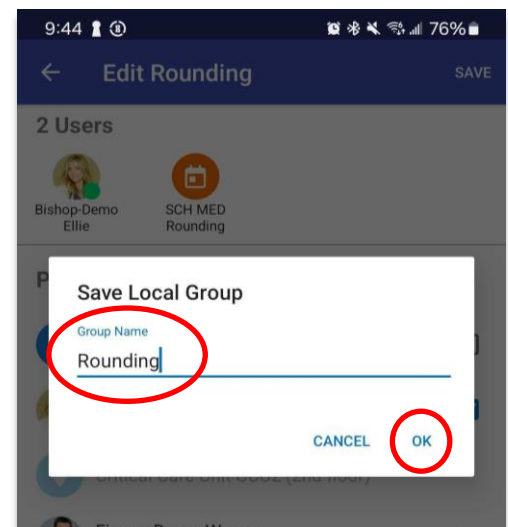 9:44
76%
Edit Rounding
SAVE
2 Users
Bishop-Demo
Ellie
SCH MED
Rounding
P
Save Local Group
Group Name
Rounding
CANCEL
OK